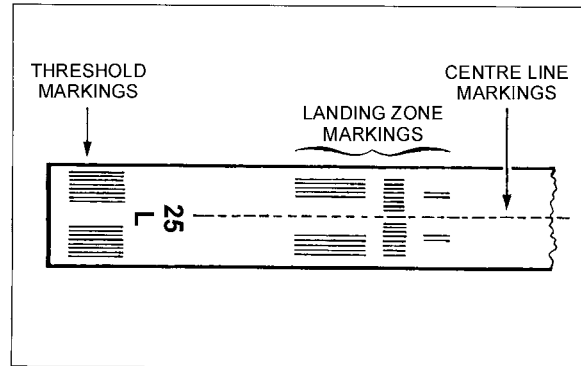 THRESHOLD
MARKINGS
CENTRE LINE
MARKINGS
LANDING ZONE
MARKINGS
25
L